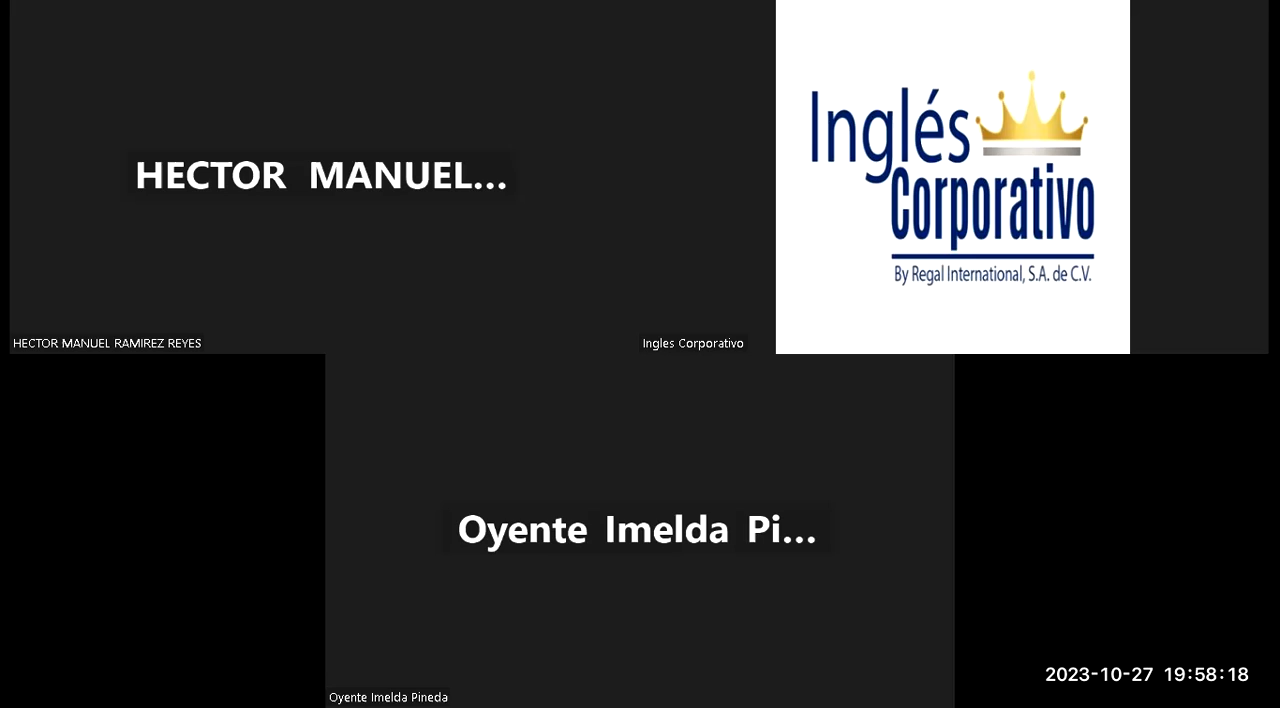 HECTOR MANUEL...
HECTOR MANUEL RAMIREZ REYES
Inglés
Corporativo
By Regal International, S.A. de C.V.
Ingles Corporativo
Oyente Imelda Pi...
Oyente Imelda Pineda
2023-10-27 19:58:18